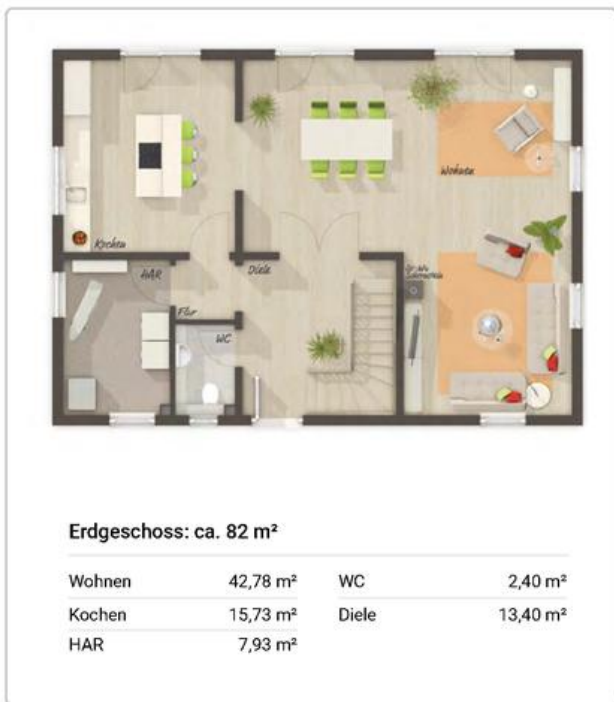 Wohnen
Kochen
HAR
Diele
Flur
WC
Erdgeschoss: ca. 82 m²
Wohnen 42,78 m² WC 2,40 m²
Kochen 15,73 m² Diele 13,40 m²
HAR 7,93 m²